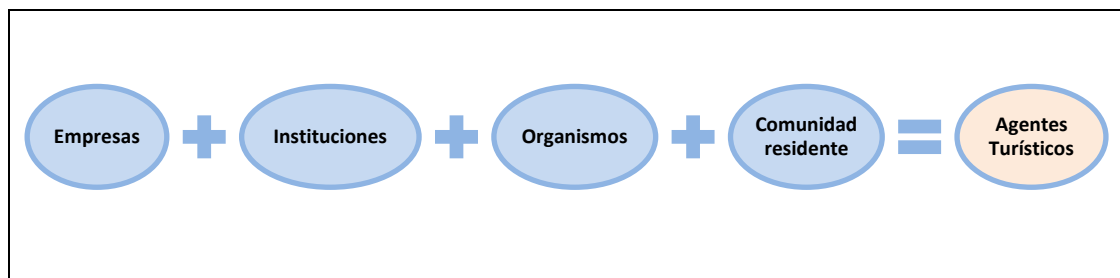 Empresas
Instituciones
Organismos
Comunidad
residente
Agentes
Turísticos